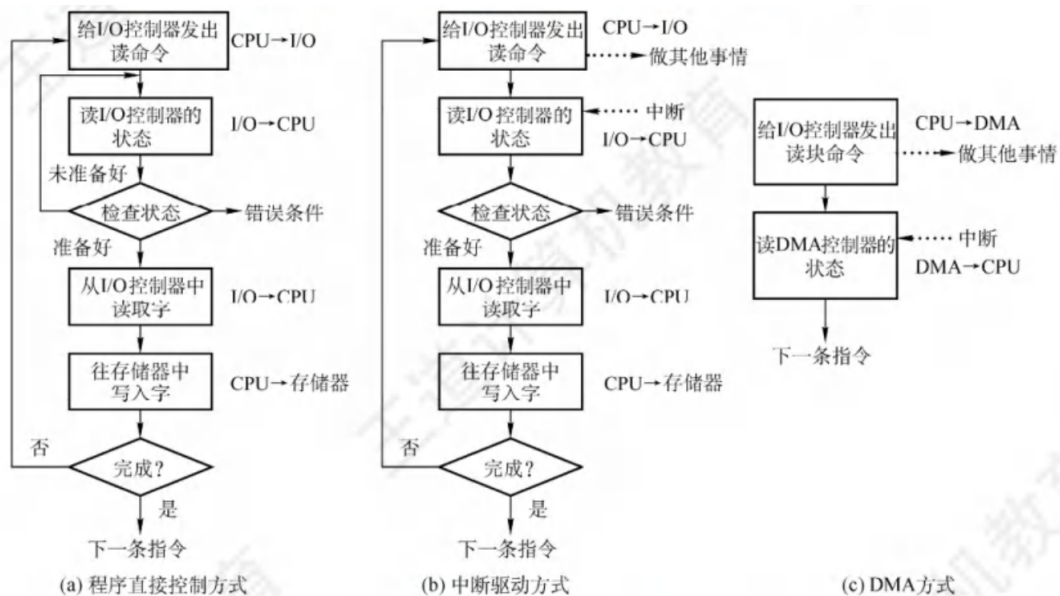 给I/O控制器发出
读命令
CPU→I/O
读I/O控制器的
状态
I/O→CPU
未准备好
检查状态
错误条件
准备好
从I/O控制器中
读取字
I/O→CPU
往存储器中
写入字
CPU→存储器
否
完成?
是
下一条指令
(a) 程序直接控制方式
给I/O控制器发出
读命令
CPU→I/O
做其他事情
读I/O控制器的
状态
中断
I/O→CPU
检查状态
错误条件
准备好
从I/O控制器中
读取字
I/O→CPU
往存储器中
写入字
CPU→存储器
否
完成?
是
下一条指令
(b) 中断驱动方式
给I/O控制器发出
读块命令
CPU→DMA
做其他事情
读DMA控制器的
状态
中断
DMA→CPU
下一条指令
(c) DMA方式
王道计算机教育